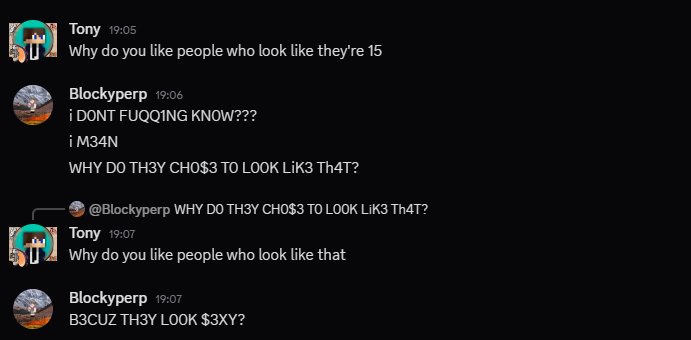 Tony 19:05
Why do you like people who look like they're 15
Blockyperp 19:06
i D0NT FUQQ1NG KN0W???
i M34N
WHY D0 TH3Y CH0$3 T0 L00K LiK3 Th4T?
@Blockyperp WHY D0 TH3Y CH0$3 T0 L00K LiK3 Th4T?
Tony 19:07
Why do you like people who look like that
Blockyperp 19:07
B3CUZ TH3Y L00K $3XY?